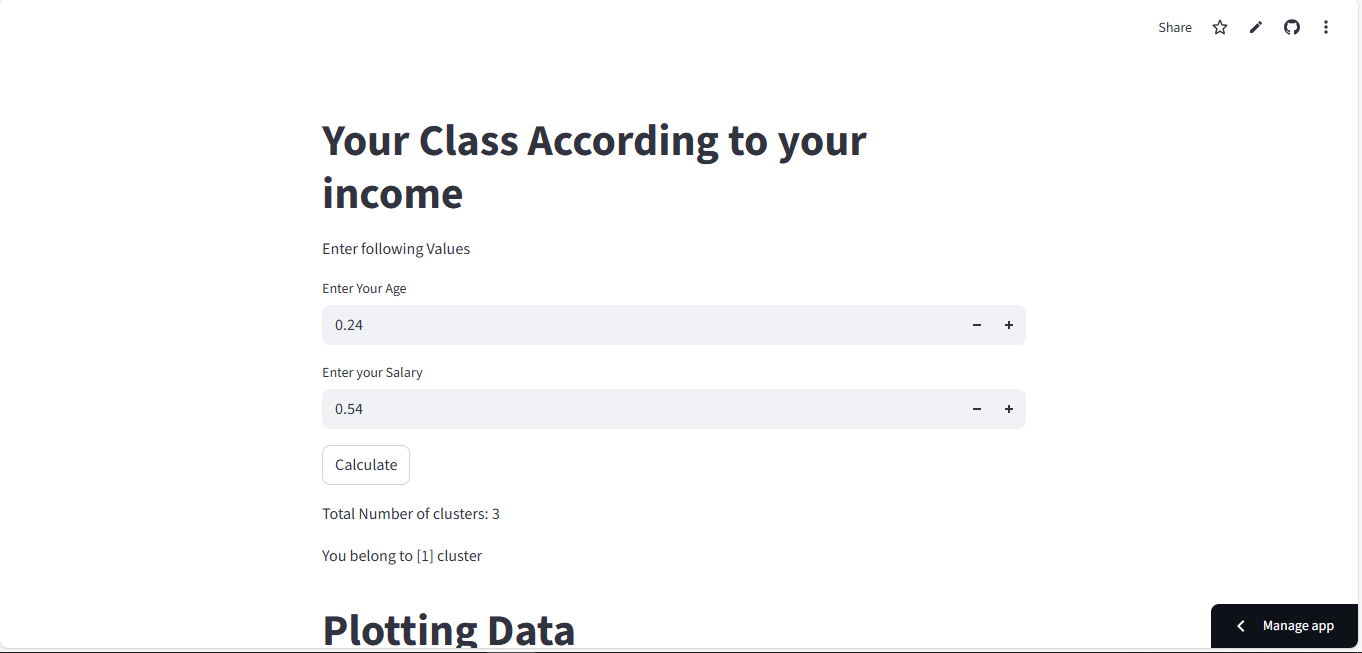 Share
Your Class According to your
income
Enter following Values
Enter Your Age
0.24
Enter your Salary
0.54
Calculate
Total Number of clusters: 3
You belong to [1] cluster
Plotting Data
Manage app